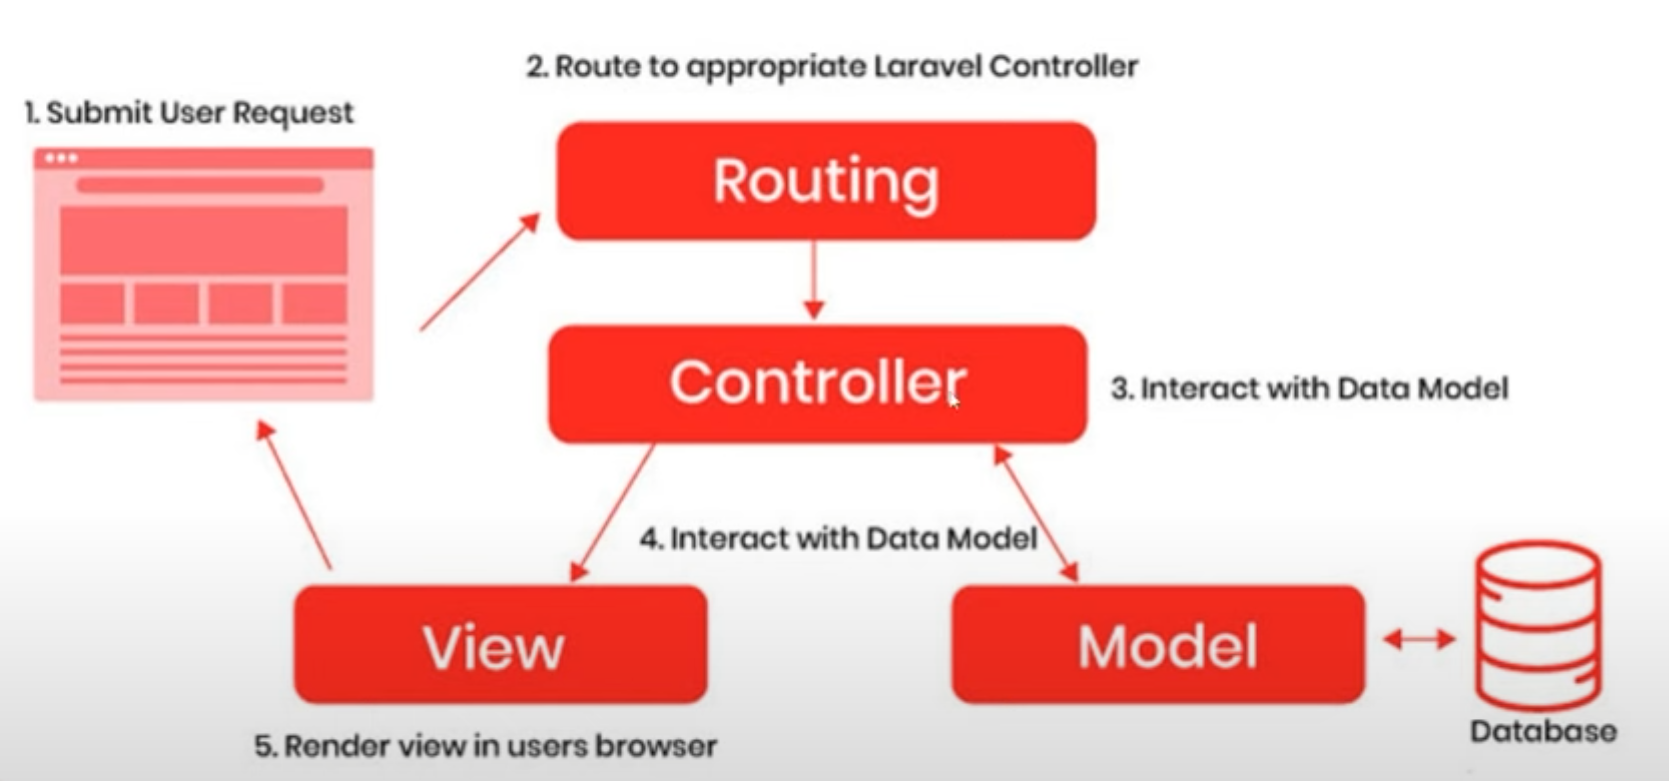 2. Route to appropriate Laravel Controller
1. Submit User Request
Routing
Controller
3. Interact with Data Model
4. Interact with Data Model
View
Model
Database
5. Render view in users browser